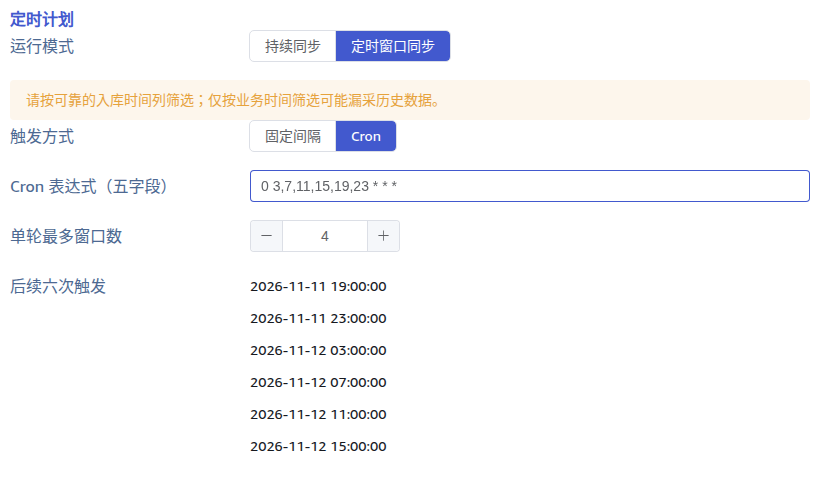 定时计划
运行模式
持续同步 定时窗口同步
请按可靠的入库时间列筛选；仅按业务时间筛选可能漏采历史数据。
触发方式
固定间隔 Cron
Cron 表达式（五字段）
0 3,7,11,15,19,23 * * *
单轮最多窗口数
4
后续六次触发
2026-11-11 19:00:00
2026-11-11 23:00:00
2026-11-12 03:00:00
2026-11-12 07:00:00
2026-11-12 11:00:00
2026-11-12 15:00:00